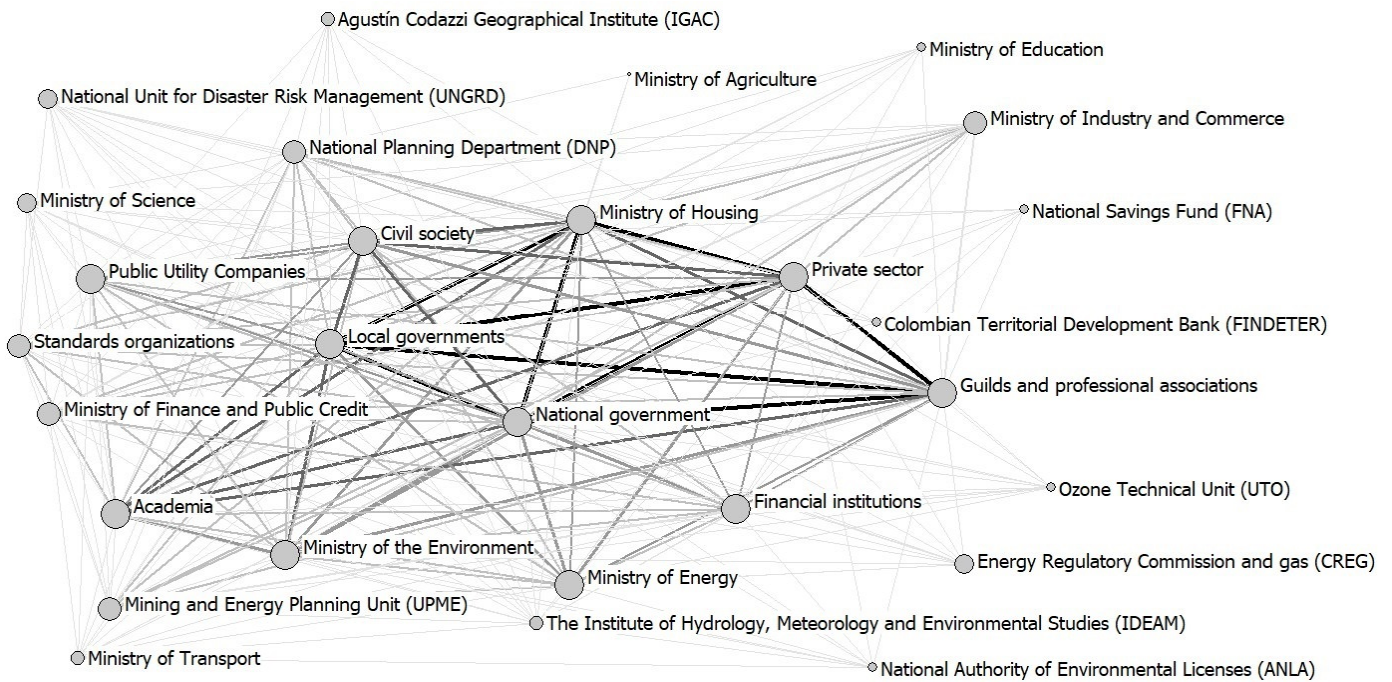 Agustín Codazzi Geographical Institute (IGAC)
Ministry of Education
Ministry of Agriculture
National Unit for Disaster Risk Management (UNGRD)
Ministry of Industry and Commerce
National Planning Department (DNP)
Ministry of Science
National Savings Fund (FNA)
Ministry of Housing
Civil society
Private sector
Public Utility Companies
Colombian Territorial Development Bank (FINDETER)
Local governments
Standards organizations
Guilds and professional associations
Ministry of Finance and Public Credit
National government
Ozone Technical Unit (UTO)
Financial institutions
Academia
Ministry of the Environment
Energy Regulatory Commission and gas (CREG)
Ministry of Energy
Mining and Energy Planning Unit (UPME)
The Institute of Hydrology, Meteorology and Environmental Studies (IDEAM)
Ministry of Transport
National Authority of Environmental Licenses (ANLA)